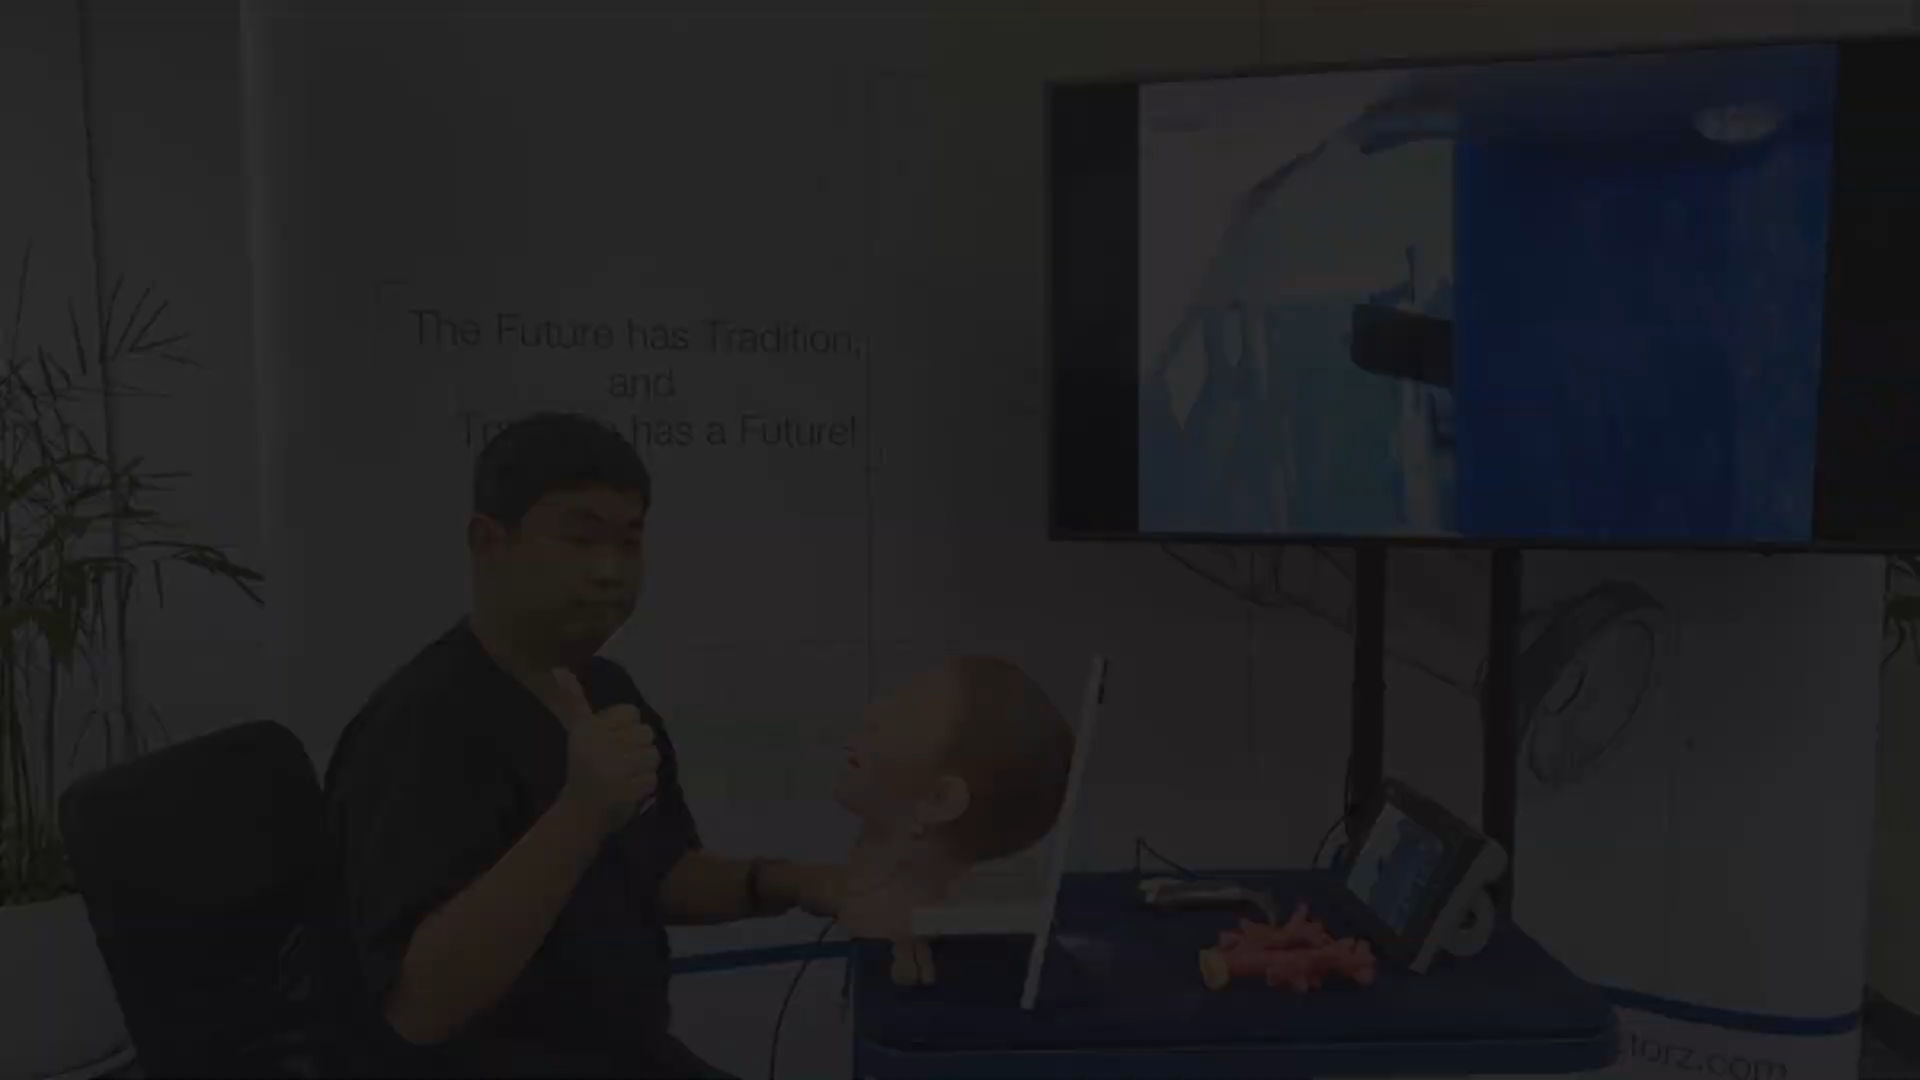 The Future has Tradition,
and
has a Future!
torz.com